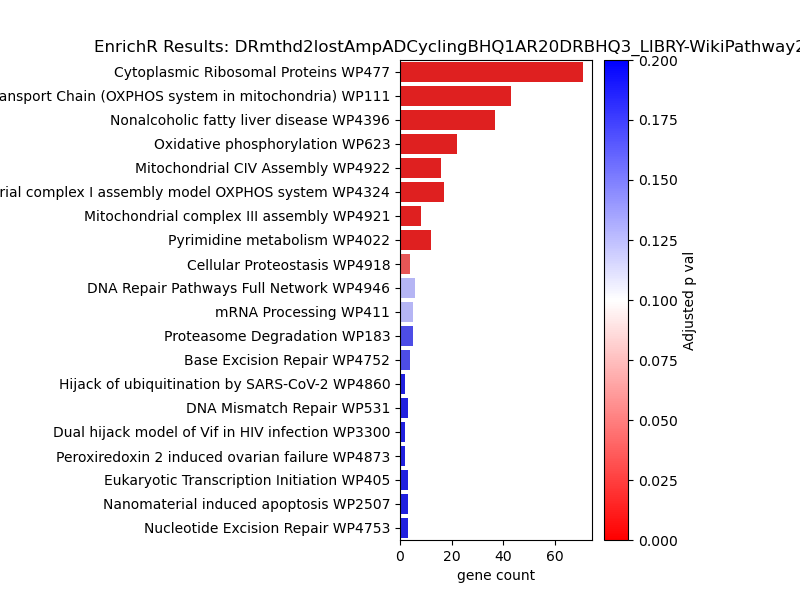 EnrichR Results: DRmthd2lostAmpADCyclingBHQ1AR20DRBHQ3_LIBRY-WikiPathway2
Cytoplasmic Ribosomal Proteins WP477
Chain (OXPHOS system in mitochondria) WP111
Nonalcoholic fatty liver disease WP4396
Oxidative phosphorylation WP623
Mitochondrial CIV Assembly WP4922
complex I assembly model OXPHOS system WP4324
Mitochondrial complex III assembly WP4921
Pyrimidine metabolism WP4022
Cellular Proteostasis WP4918
DNA Repair Pathways Full Network WP4946
mRNA Processing WP411
Proteasome Degradation WP183
Base Excision Repair WP4752
Hijack of ubiquitination by SARS-CoV-2 WP4860
DNA Mismatch Repair WP531
Dual hijack model of Vif in HIV infection WP3300
Peroxiredoxin 2 induced ovarian failure WP4873
Eukaryotic Transcription Initiation WP405
Nanomaterial induced apoptosis WP2507
Nucleotide Excision Repair WP4753
0 20 40 60
gene count
0.200
0.175
0.150
0.125
0.100
0.075
0.050
0.025
0.000
Adjusted p val